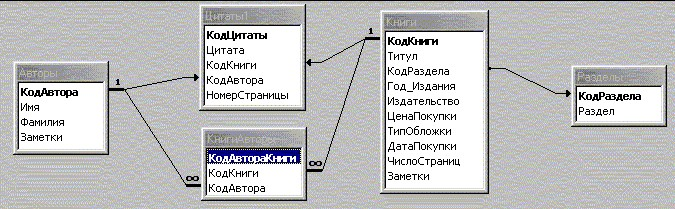 Авторы
КодАвтора
Имя
Фамилия
Заметки
1
Цитаты1
КодЦитаты
Цитата
КодКниги
КодАвтора
НомерСтраницы
КодАвтораКниги
КодКниги
КодАвтора
∞
∞
1
Книги
КодКниги
Титул
КодРаздела
Год_Издания
Издательство
ЦенаПокупки
ТипОбложки
ДатаПокупки
ЧислоСтраниц
Заметки
Разделы
КодРаздела
Раздел